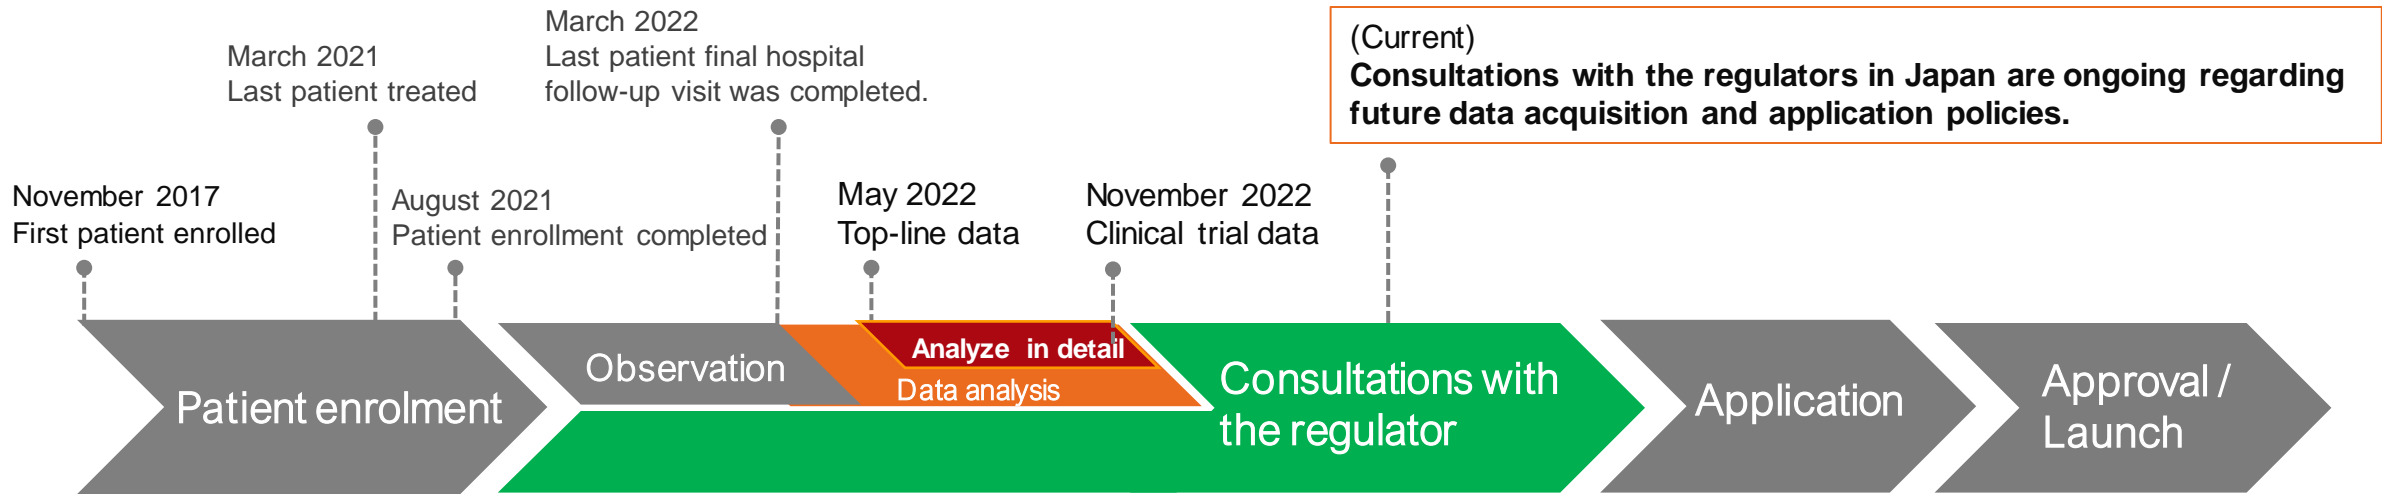 March 2022
Last patient final hospital
follow-up visit was completed.
March 2021
Last patient treated
(Current)
Consultations with the regulators in Japan are ongoing regarding
future data acquisition and application policies.
November 2017
First patient enrolled
August 2021
Patient enrollment completed
May 2022
Top-line data
November 2022
Clinical trial data
Patient enrolment
Observation
Analyze in detail
Data analysis
Consultations with
the regulator
Application
Approval /
Launch